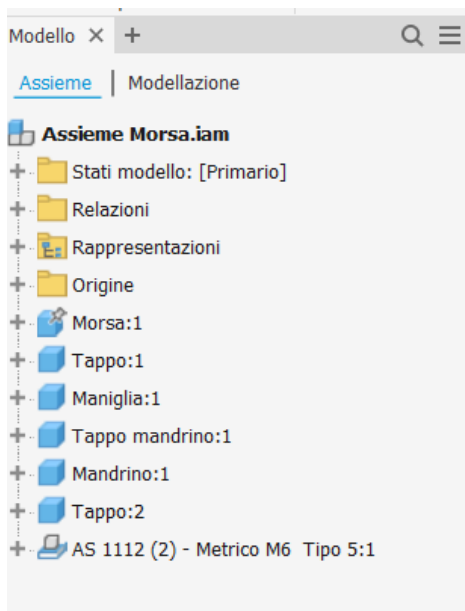 Modello
Assieme | Modellazione
Assieme Morsa.iam
Stati modello: [Primario]
Relazioni
Rappresentazioni
Origine
Morsa:1
Tappo:1
Maniglia:1
Tappo mandrino:1
Mandrino:1
Tappo:2
AS 1112 (2) - Metrico M6 Tipo 5:1